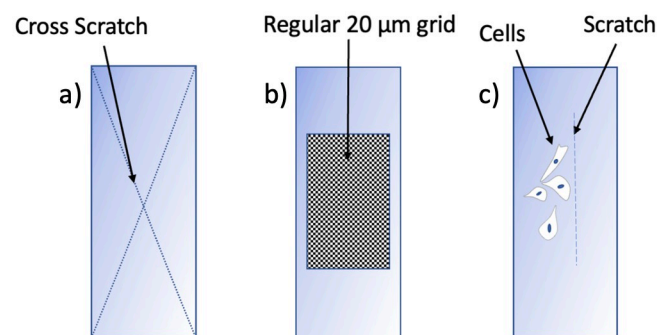 Cross Scratch
Regular 20 µm grid
Cells
Scratch
a)
b)
c)